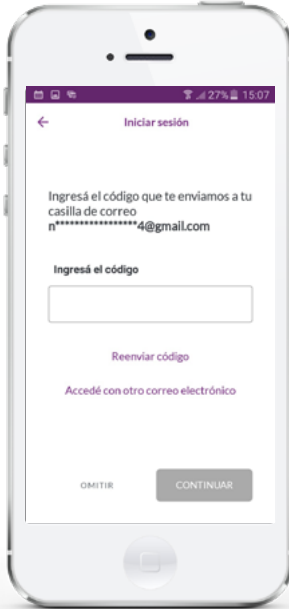 27% 15:07
Iniciar sesión
Ingresá el código que te enviamos a tu
casilla de correo
n*****************4@gmail.com
Ingresá el código
Reenviar código
Accedé con otro correo electrónico
OMITIR CONTINUAR